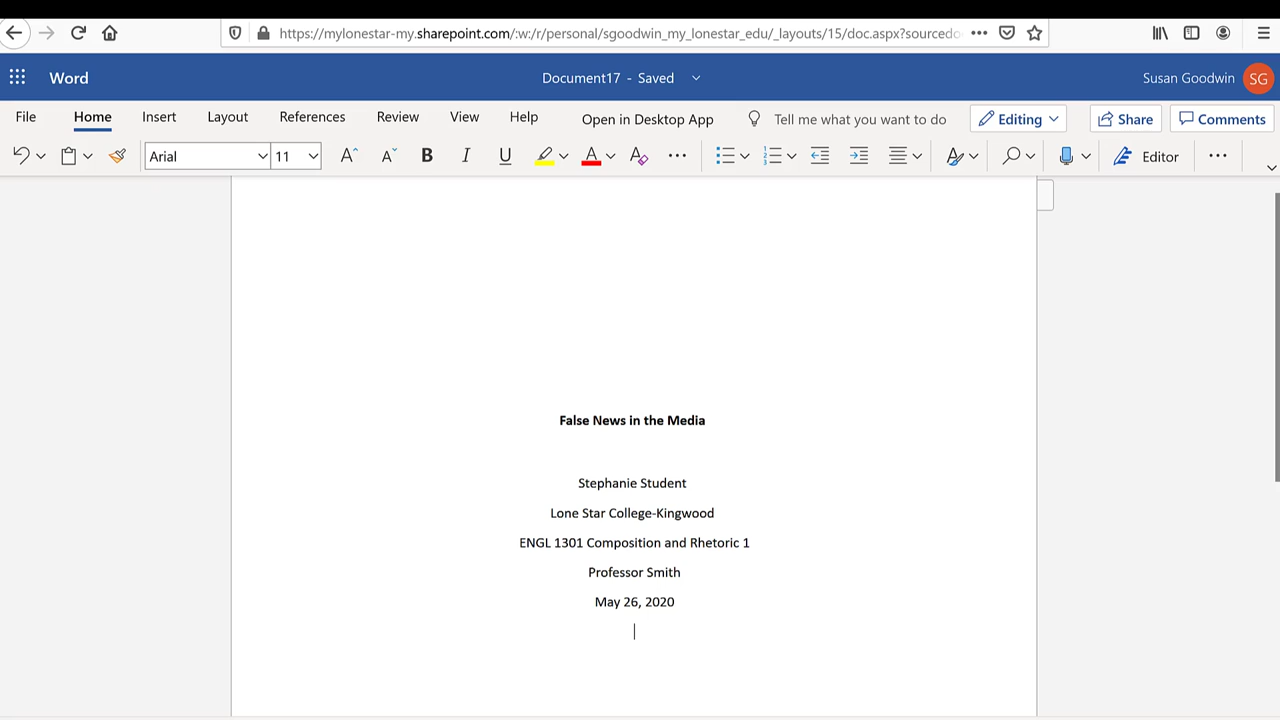 https://mylonestar-my.sharepoint.com/:w:/r/personal/sgoodwin_my_lonestar_edu/_layouts/15/doc.aspx?sourcedo
Word
Document17 - Saved
Susan Goodwin
SG
File
Home
Insert
Layout
References
Review
View
Help
Open in Desktop App
Tell me what you want to do
Editing
Share
Comments
Arial
11
A
A
B
I
U
A
Editor
False News in the Media
Stephanie Student
Lone Star College-Kingwood
ENGL 1301 Composition and Rhetoric 1
Professor Smith
May 26, 2020